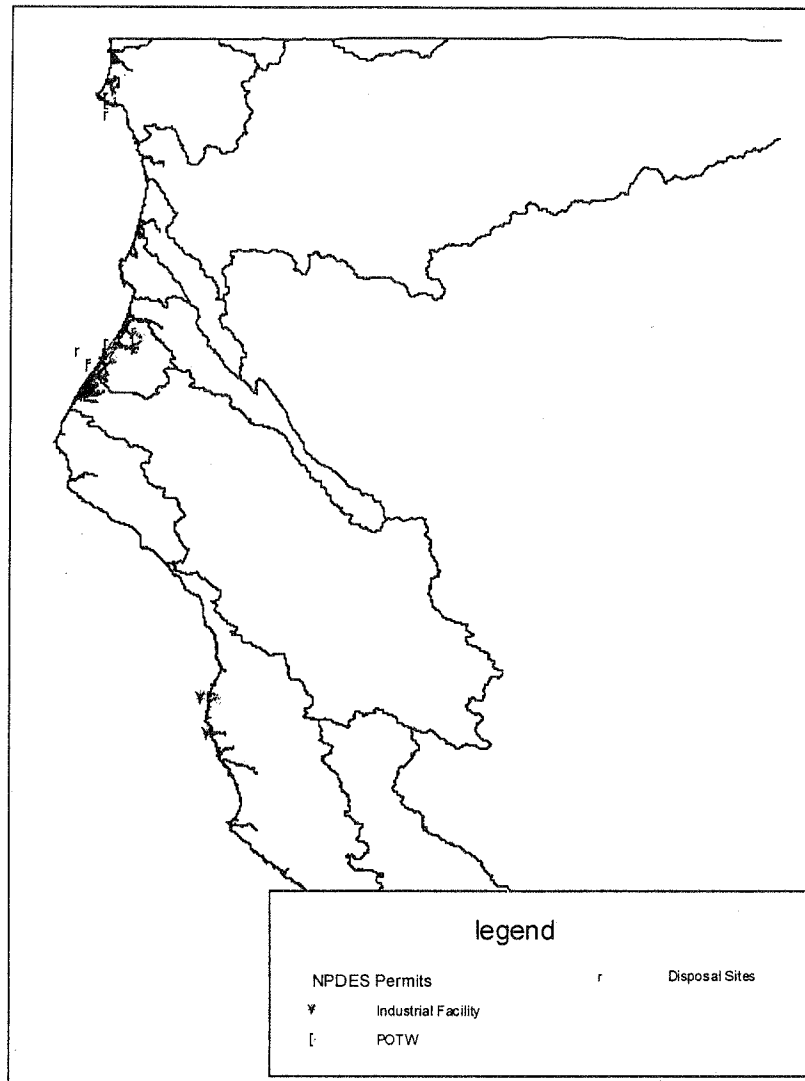 legend
NPDES Permits
r Disposal Sites
Industrial Facility
[ POTW